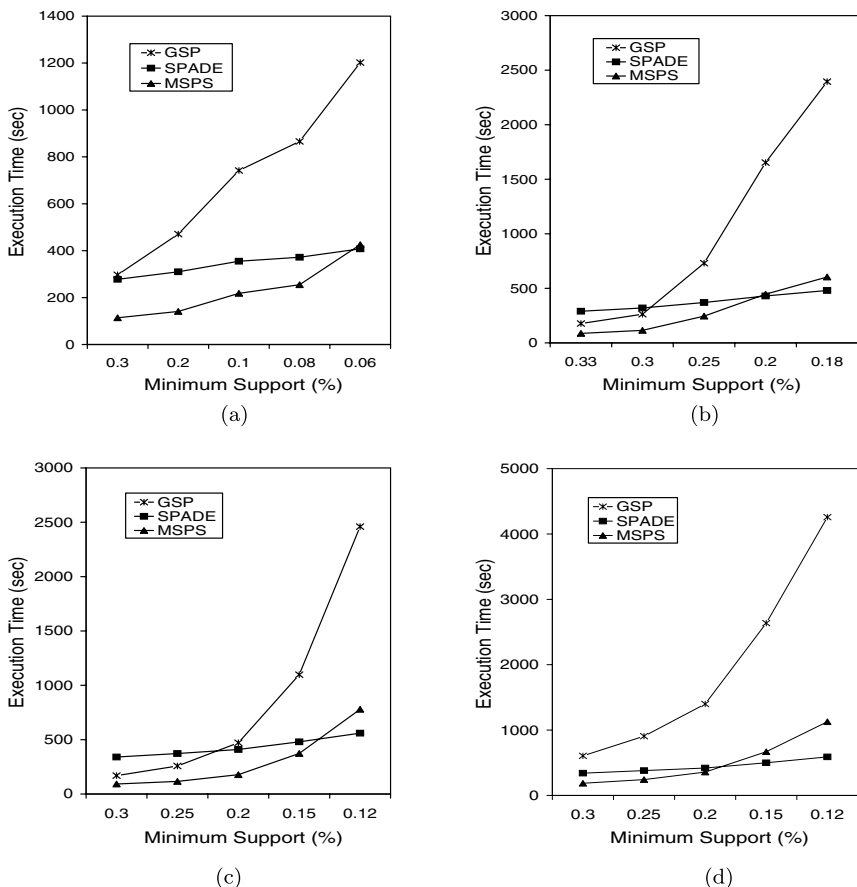 1400
1200
1000
800
600
400
200
0
Execution Time (sec)
GSP
SPADE
MSPS
0.3 0.2 0.1 0.08 0.06
Minimum Support (%)
(a)
3000
2500
2000
1500
1000
500
0
Execution Time (sec)
GSP
SPADE
MSPS
0.33 0.3 0.25 0.2 0.18
Minimum Support (%)
(b)
3000
2500
2000
1500
1000
500
0
Execution Time (sec)
GSP
SPADE
MSPS
0.3 0.25 0.2 0.15 0.12
Minimum Support (%)
(c)
5000
4000
3000
2000
1000
0
Execution Time (sec)
GSP
SPADE
MSPS
0.3 0.25 0.2 0.15 0.12
Minimum Support (%)
(d)